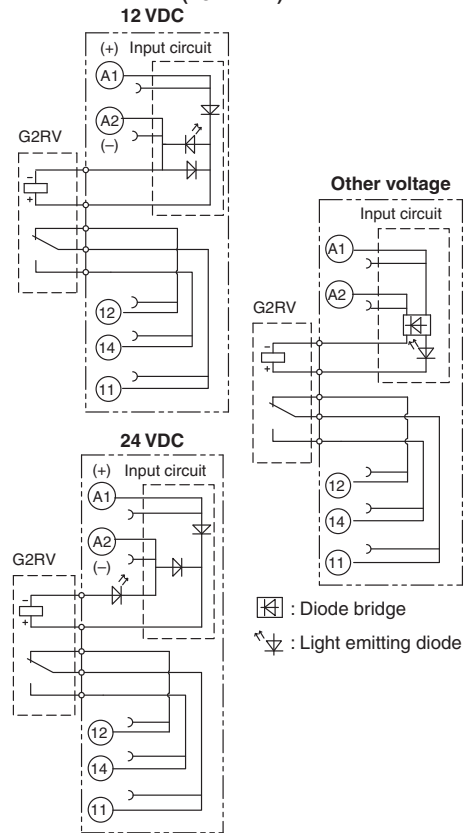 12 VDC
(+) Input circuit
A1
A2
(–)
G2RV
–
+
12
14
11
Other voltage
Input circuit
A1
A2
G2RV
–
+
12
14
11
24 VDC
(+) Input circuit
A1
A2
(–)
G2RV
–
+
12
14
11
: Diode bridge
: Light emitting diode